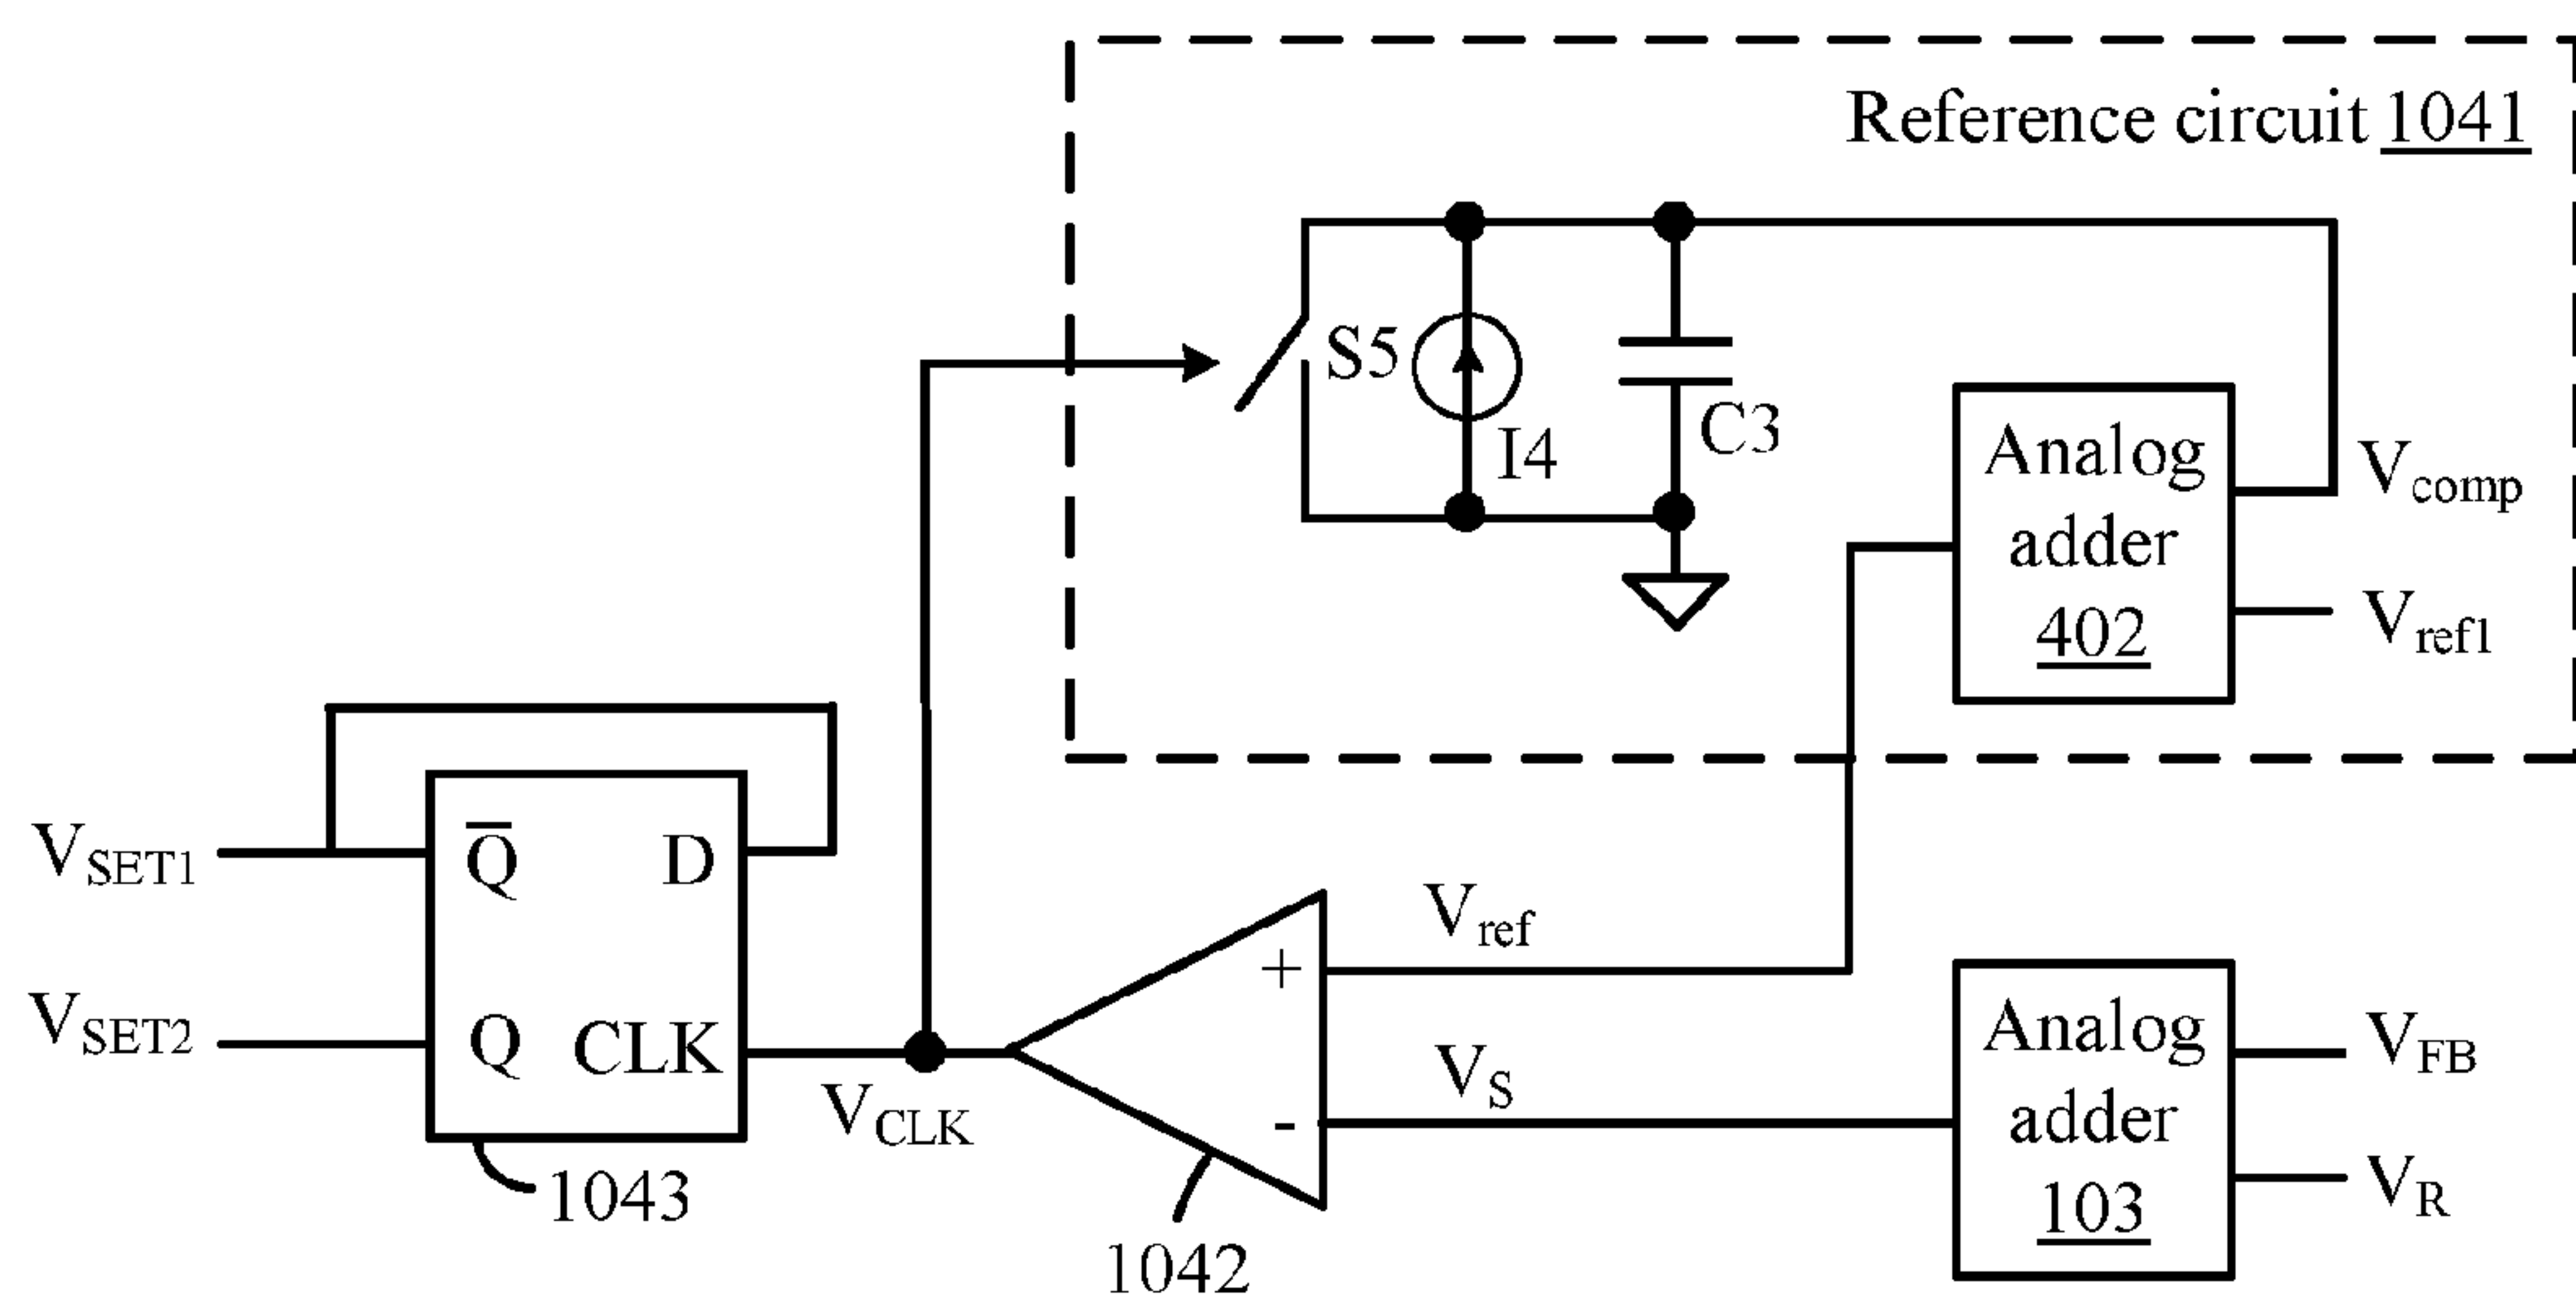 Reference circuit 1041
S5
I4
C3
Analog
adder
402
Vcomp
Vref1
VSET1
Q̅
D
VSET2
Q
CLK
1043
VCLK
Vref
+
VS
-
1042
Analog
adder
103
VFB
VR